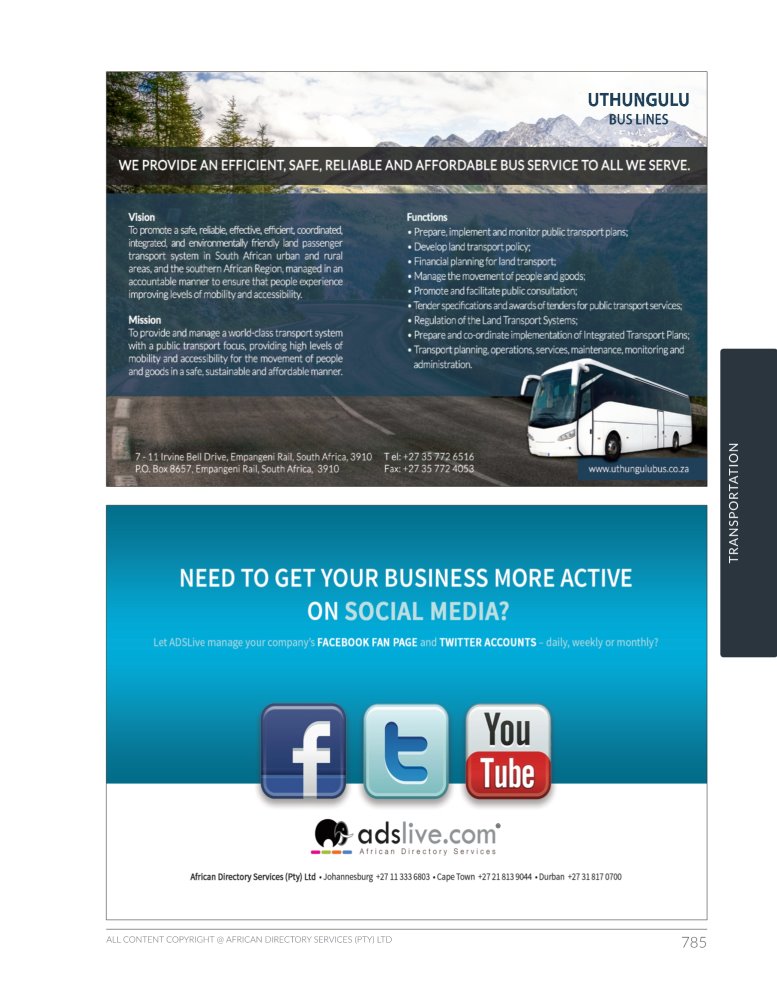 UTHUNGULU
BUS LINES
WE PROVIDE AN EFFICIENT, SAFE, RELIABLE AND AFFORDABLE BUS SERVICE TO ALL WE SERVE.
Vision
To promote a safe, reliable, effective, efficient, coordinated,
integrated, and environmentally friendly land passenger
transport system in South African urban and rural
areas, and the southern African Region, managed in an
accountable manner to ensure that people experience
improving levels of mobility and accessibility.
Mission
To provide and manage a world-class transport system
with a public transport focus, providing high levels of
mobility and accessibility for the movement of people
and goods in a safe, sustainable and affordable manner.
Functions
• Prepare, implement and monitor public transport plans;
• Develop land transport policy;
• Financial planning for land transport;
• Manage the movement of people and goods;
• Promote and facilitate public consultation;
• Tender specifications and awards of tenders for public transport services;
• Regulation of the Land Transport Systems;
• Prepare and co-ordinate implementation of Integrated Transport Plans;
• Transport planning, operations, services, maintenance, monitoring and
administration.
7 - 11 Irvine Bell Drive, Empangeni Rail, South Africa, 3910
P.O. Box 8657, Empangeni Rail, South Africa, 3910
T el: +27 35 772 6516
Fax: +27 35 772 4053
www.uthungulubus.co.za
TRANSPORTATION
NEED TO GET YOUR BUSINESS MORE ACTIVE
ON SOCIAL MEDIA?
Let ADSLive manage your company's FACEBOOK FAN PAGE and TWITTER ACCOUNTS – daily, weekly or monthly?
f
t
You
Tube
adslive.com®
African Directory Services
African Directory Services (Pty) Ltd • Johannesburg +27 11 333 6803 • Cape Town +27 21 813 9044 • Durban +27 31 817 0700
ALL CONTENT COPYRIGHT @ AFRICAN DIRECTORY SERVICES (PTY) LTD
785